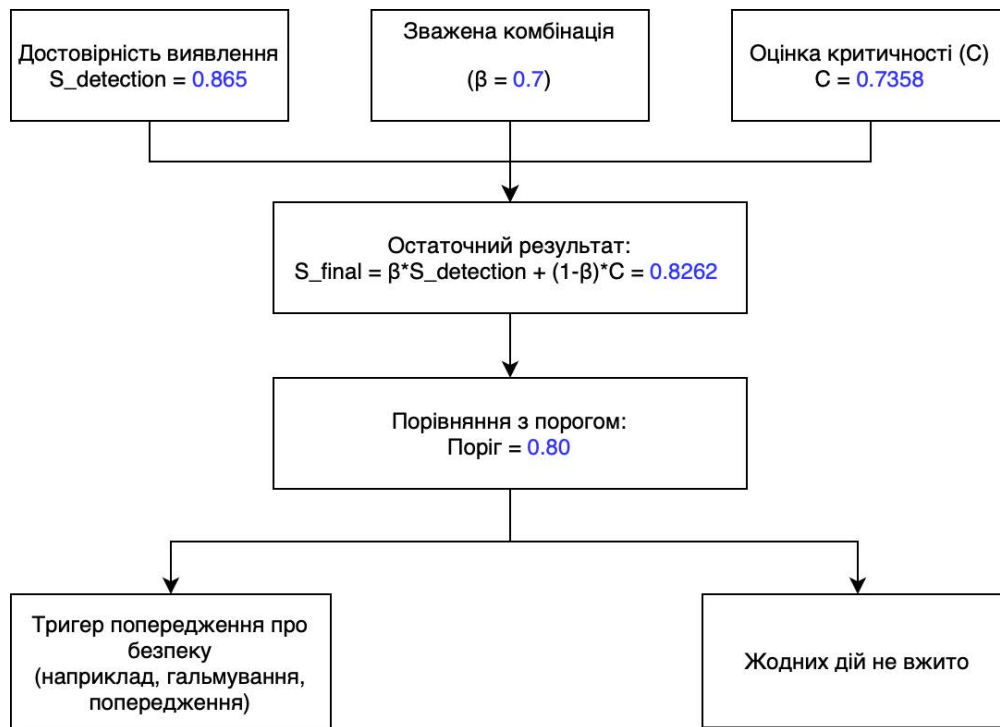 Достовірність виявлення
S_detection = 0.865
Зважена комбінація
(β = 0.7)
Оцінка критичності (C)
C = 0.7358
Остаточний результат:
S_final = β*S_detection + (1-β)*C = 0.8262
Порівняння з порогом:
Поріг = 0.80
Тригер попередження про
безпеку
(наприклад, гальмування,
попередження)
Жодних дій не вжито